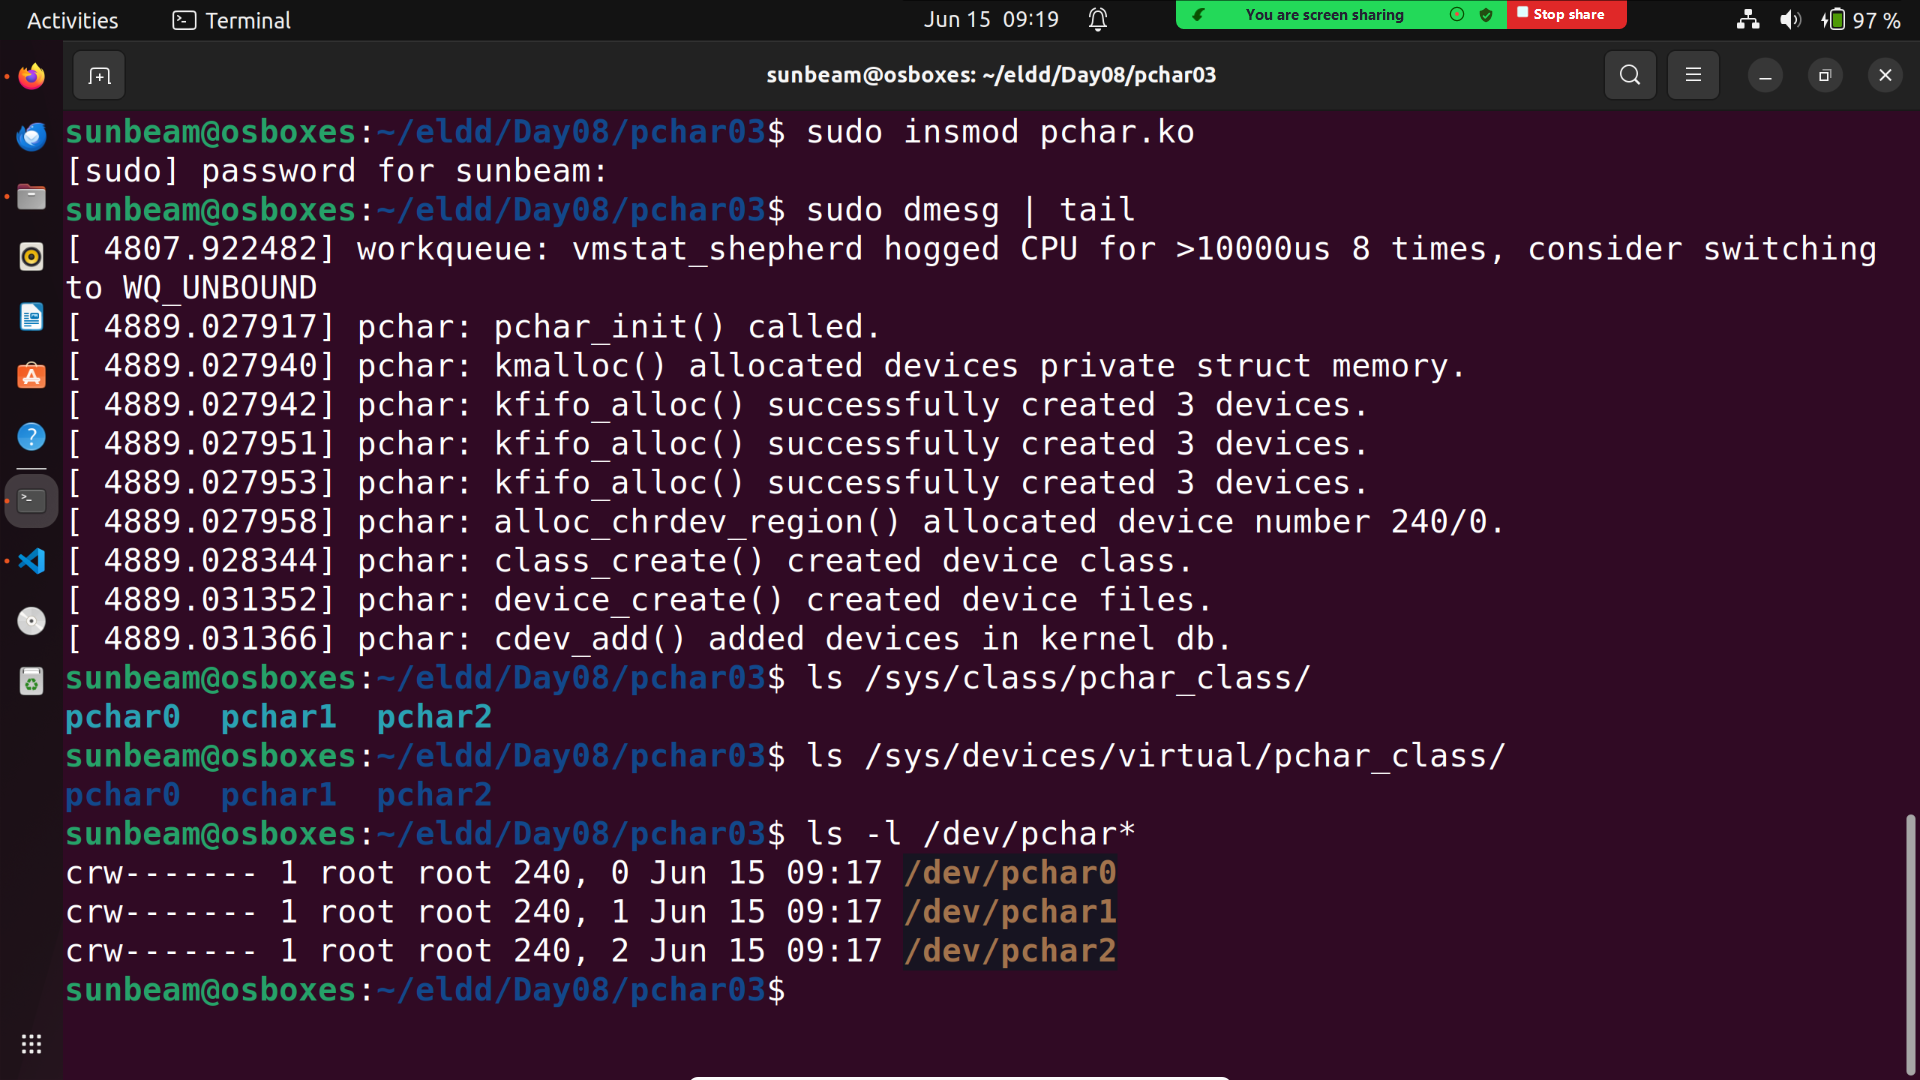 Activities
Terminal
Jun 15 09:19
You are screen sharing
Stop share
97 %
sunbeam@osboxes: ~/eldd/Day08/pchar03
sunbeam@osboxes:~/eldd/Day08/pchar03$ sudo insmod pchar.ko
[sudo] password for sunbeam:
sunbeam@osboxes:~/eldd/Day08/pchar03$ sudo dmesg | tail
[ 4807.922482] workqueue: vmstat_shepherd hogged CPU for >10000us 8 times, consider switching
to WQ_UNBOUND
[ 4889.027917] pchar: pchar_init() called.
[ 4889.027940] pchar: kmalloc() allocated devices private struct memory.
[ 4889.027942] pchar: kfifo_alloc() successfully created 3 devices.
[ 4889.027951] pchar: kfifo_alloc() successfully created 3 devices.
[ 4889.027953] pchar: kfifo_alloc() successfully created 3 devices.
[ 4889.027958] pchar: alloc_chrdev_region() allocated device number 240/0.
[ 4889.028344] pchar: class_create() created device class.
[ 4889.031352] pchar: device_create() created device files.
[ 4889.031366] pchar: cdev_add() added devices in kernel db.
sunbeam@osboxes:~/eldd/Day08/pchar03$ ls /sys/class/pchar_class/
pchar0  pchar1  pchar2
sunbeam@osboxes:~/eldd/Day08/pchar03$ ls /sys/devices/virtual/pchar_class/
pchar0  pchar1  pchar2
sunbeam@osboxes:~/eldd/Day08/pchar03$ ls -l /dev/pchar*
crw------- 1 root root 240, 0 Jun 15 09:17 /dev/pchar0
crw------- 1 root root 240, 1 Jun 15 09:17 /dev/pchar1
crw------- 1 root root 240, 2 Jun 15 09:17 /dev/pchar2
sunbeam@osboxes:~/eldd/Day08/pchar03$